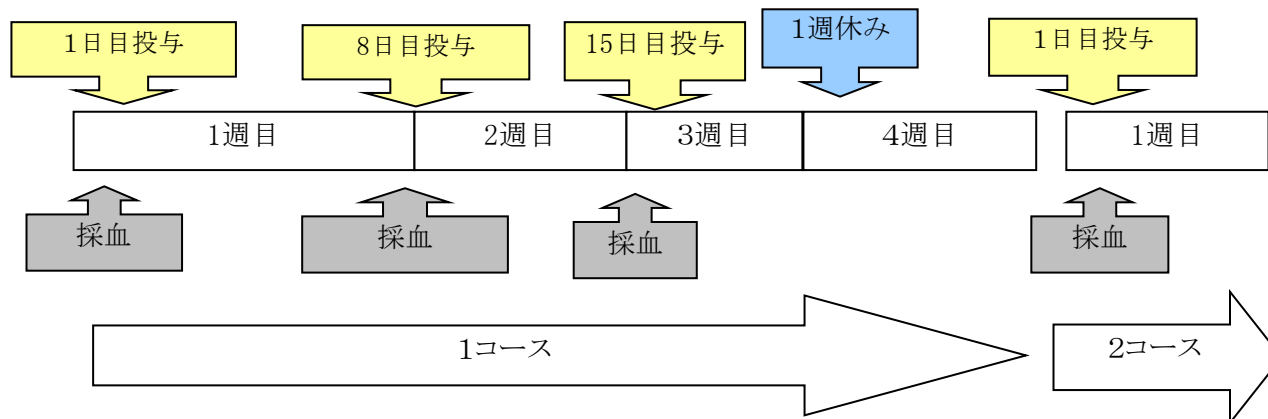 1日目投与
8日目投与
15日目投与
1週休み
1日目投与
1週目
2週目
3週目
4週目
1週目
採血
採血
採血
採血
1コース
2コース